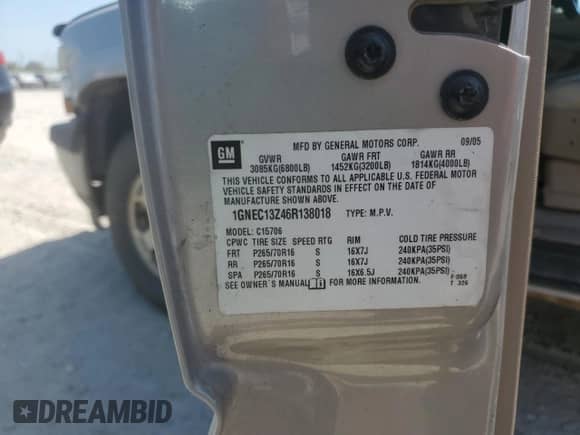 GM
MFD BY GENERAL MOTORS CORP. 09/05
GVWR GAWR FRT GAWR RR
3085KG(6800LB) 1452KG(3200LB) 1814KG(4000LB)
THIS VEHICLE CONFORMS TO ALL APPLICABLE U.S. FEDERAL MOTOR
VEHICLE SAFETY STANDARDS IN EFFECT ON THE DATE OF
MANUFACTURE SHOWN ABOVE.
1GNEC13Z46R138018 TYPE: M.P.V.
MODEL: C15706
CPWC TIRE SIZE SPEED RTG RIM COLD TIRE PRESSURE
FRT P265/70R16 S 16X7J 240KPA(35PSI)
RR P265/70R16 S 16X7J 240KPA(35PSI)
SPA P265/70R16 S 16X6.5J 240KPA(35PSI)
SEE OWNER'S MANUAL FOR MORE INFORMATION.
DREAMBID